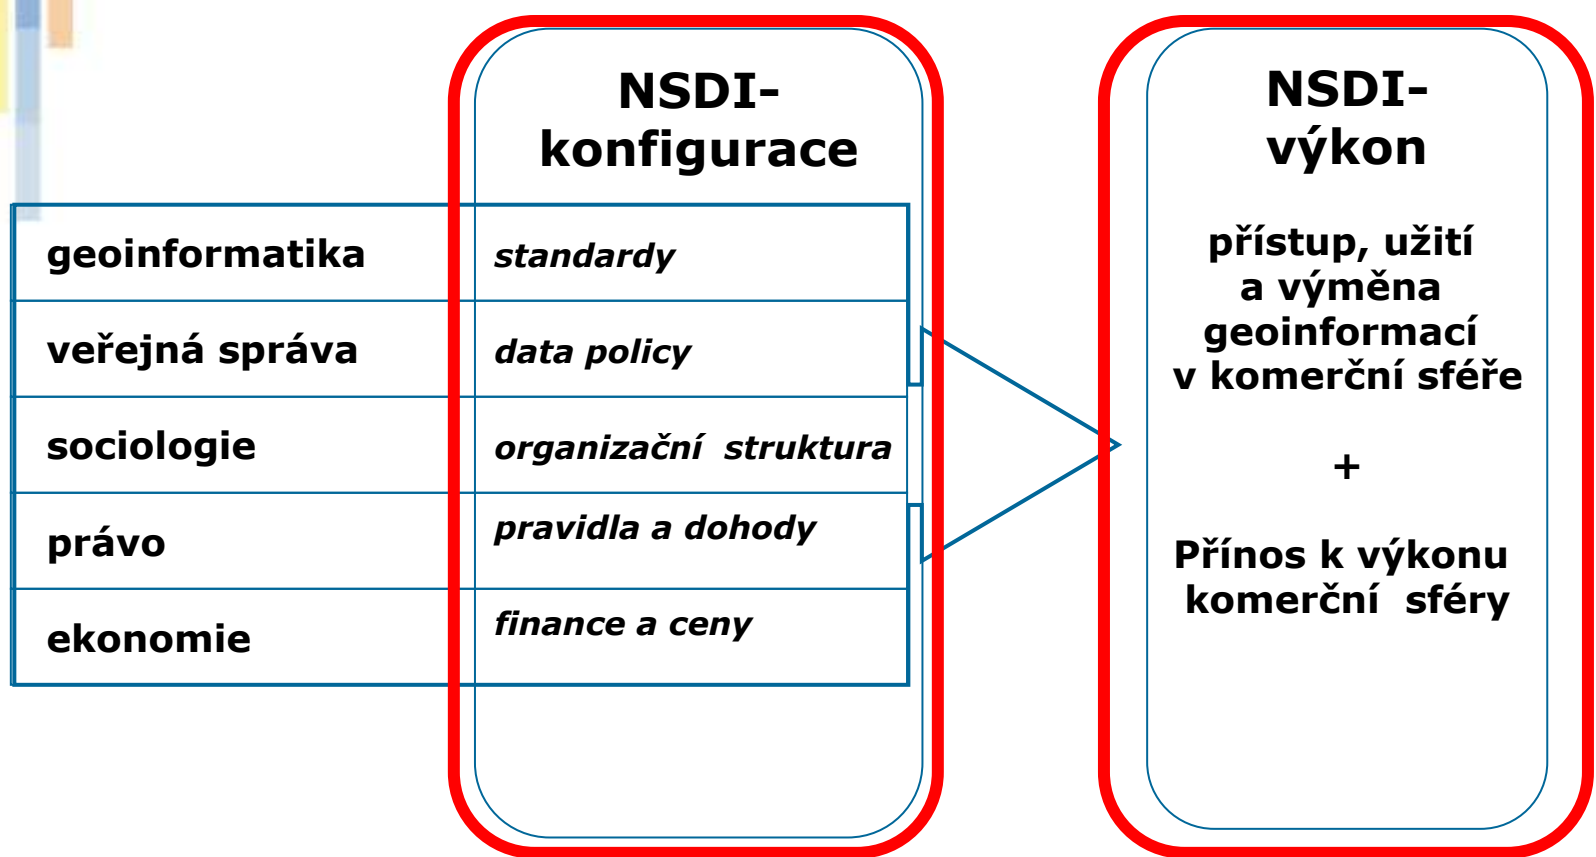 NSDI-
konfigurace
geoinformatika
standardy
veřejná správa
data policy
sociologie
organizační struktura
právo
pravidla a dohody
ekonomie
finance a ceny
NSDI-
výkon
přístup, užití
a výměna
geoinformací
v komerční sféře
+
Přínos k výkonu
komerční sféry